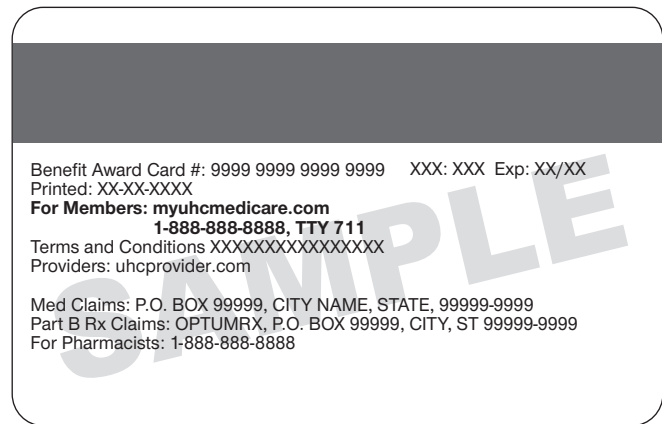 Benefit Award Card #: 9999 9999 9999 9999 XXX: XXX Exp: XX/XX
Printed: XX-XX-XXXX
For Members: myuhcmedicare.com
1-888-888-8888, TTY 711
Terms and Conditions XXXXXXXXXXXXXXXX
Providers: uhcprovider.com
Med Claims: P.O. BOX 99999, CITY NAME, STATE, 99999-9999
Part B Rx Claims: OPTUMRX, P.O. BOX 99999, CITY, ST 99999-9999
For Pharmacists: 1-888-888-8888
SAMPLE